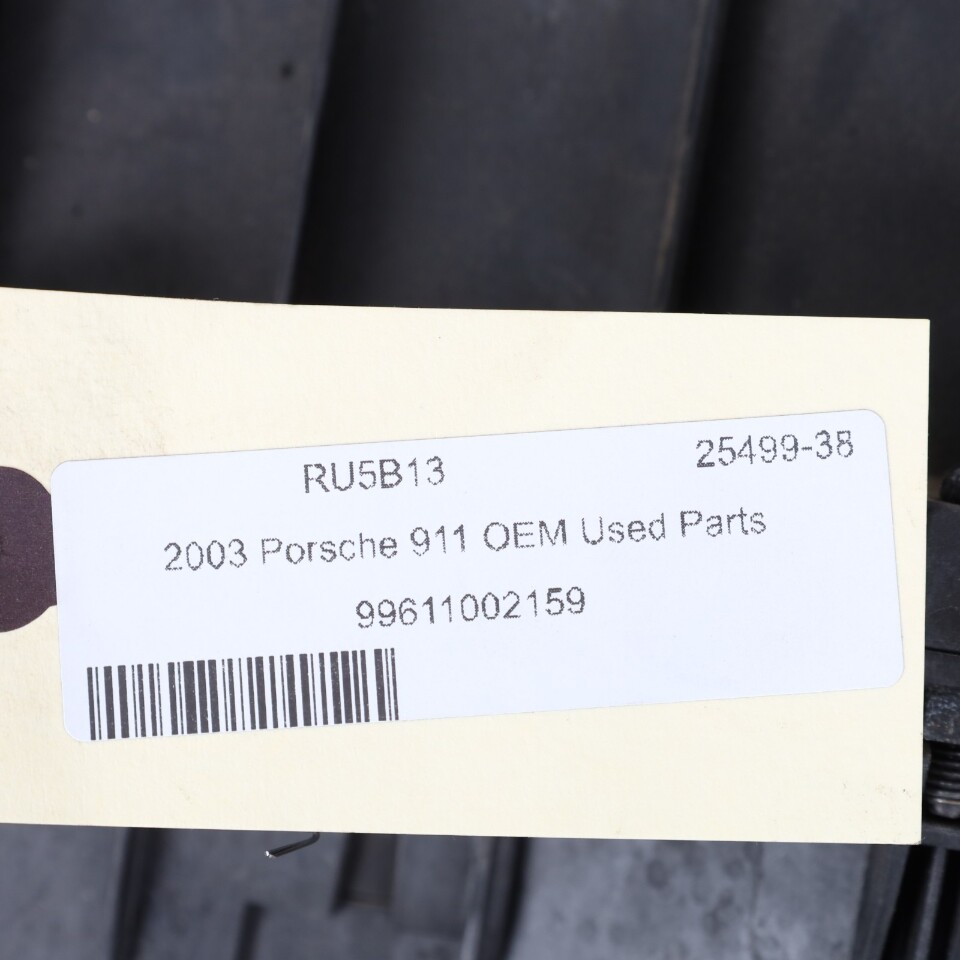 RU5B13 25499-38
2003 Porsche 911 OEM Used Parts
99611002159